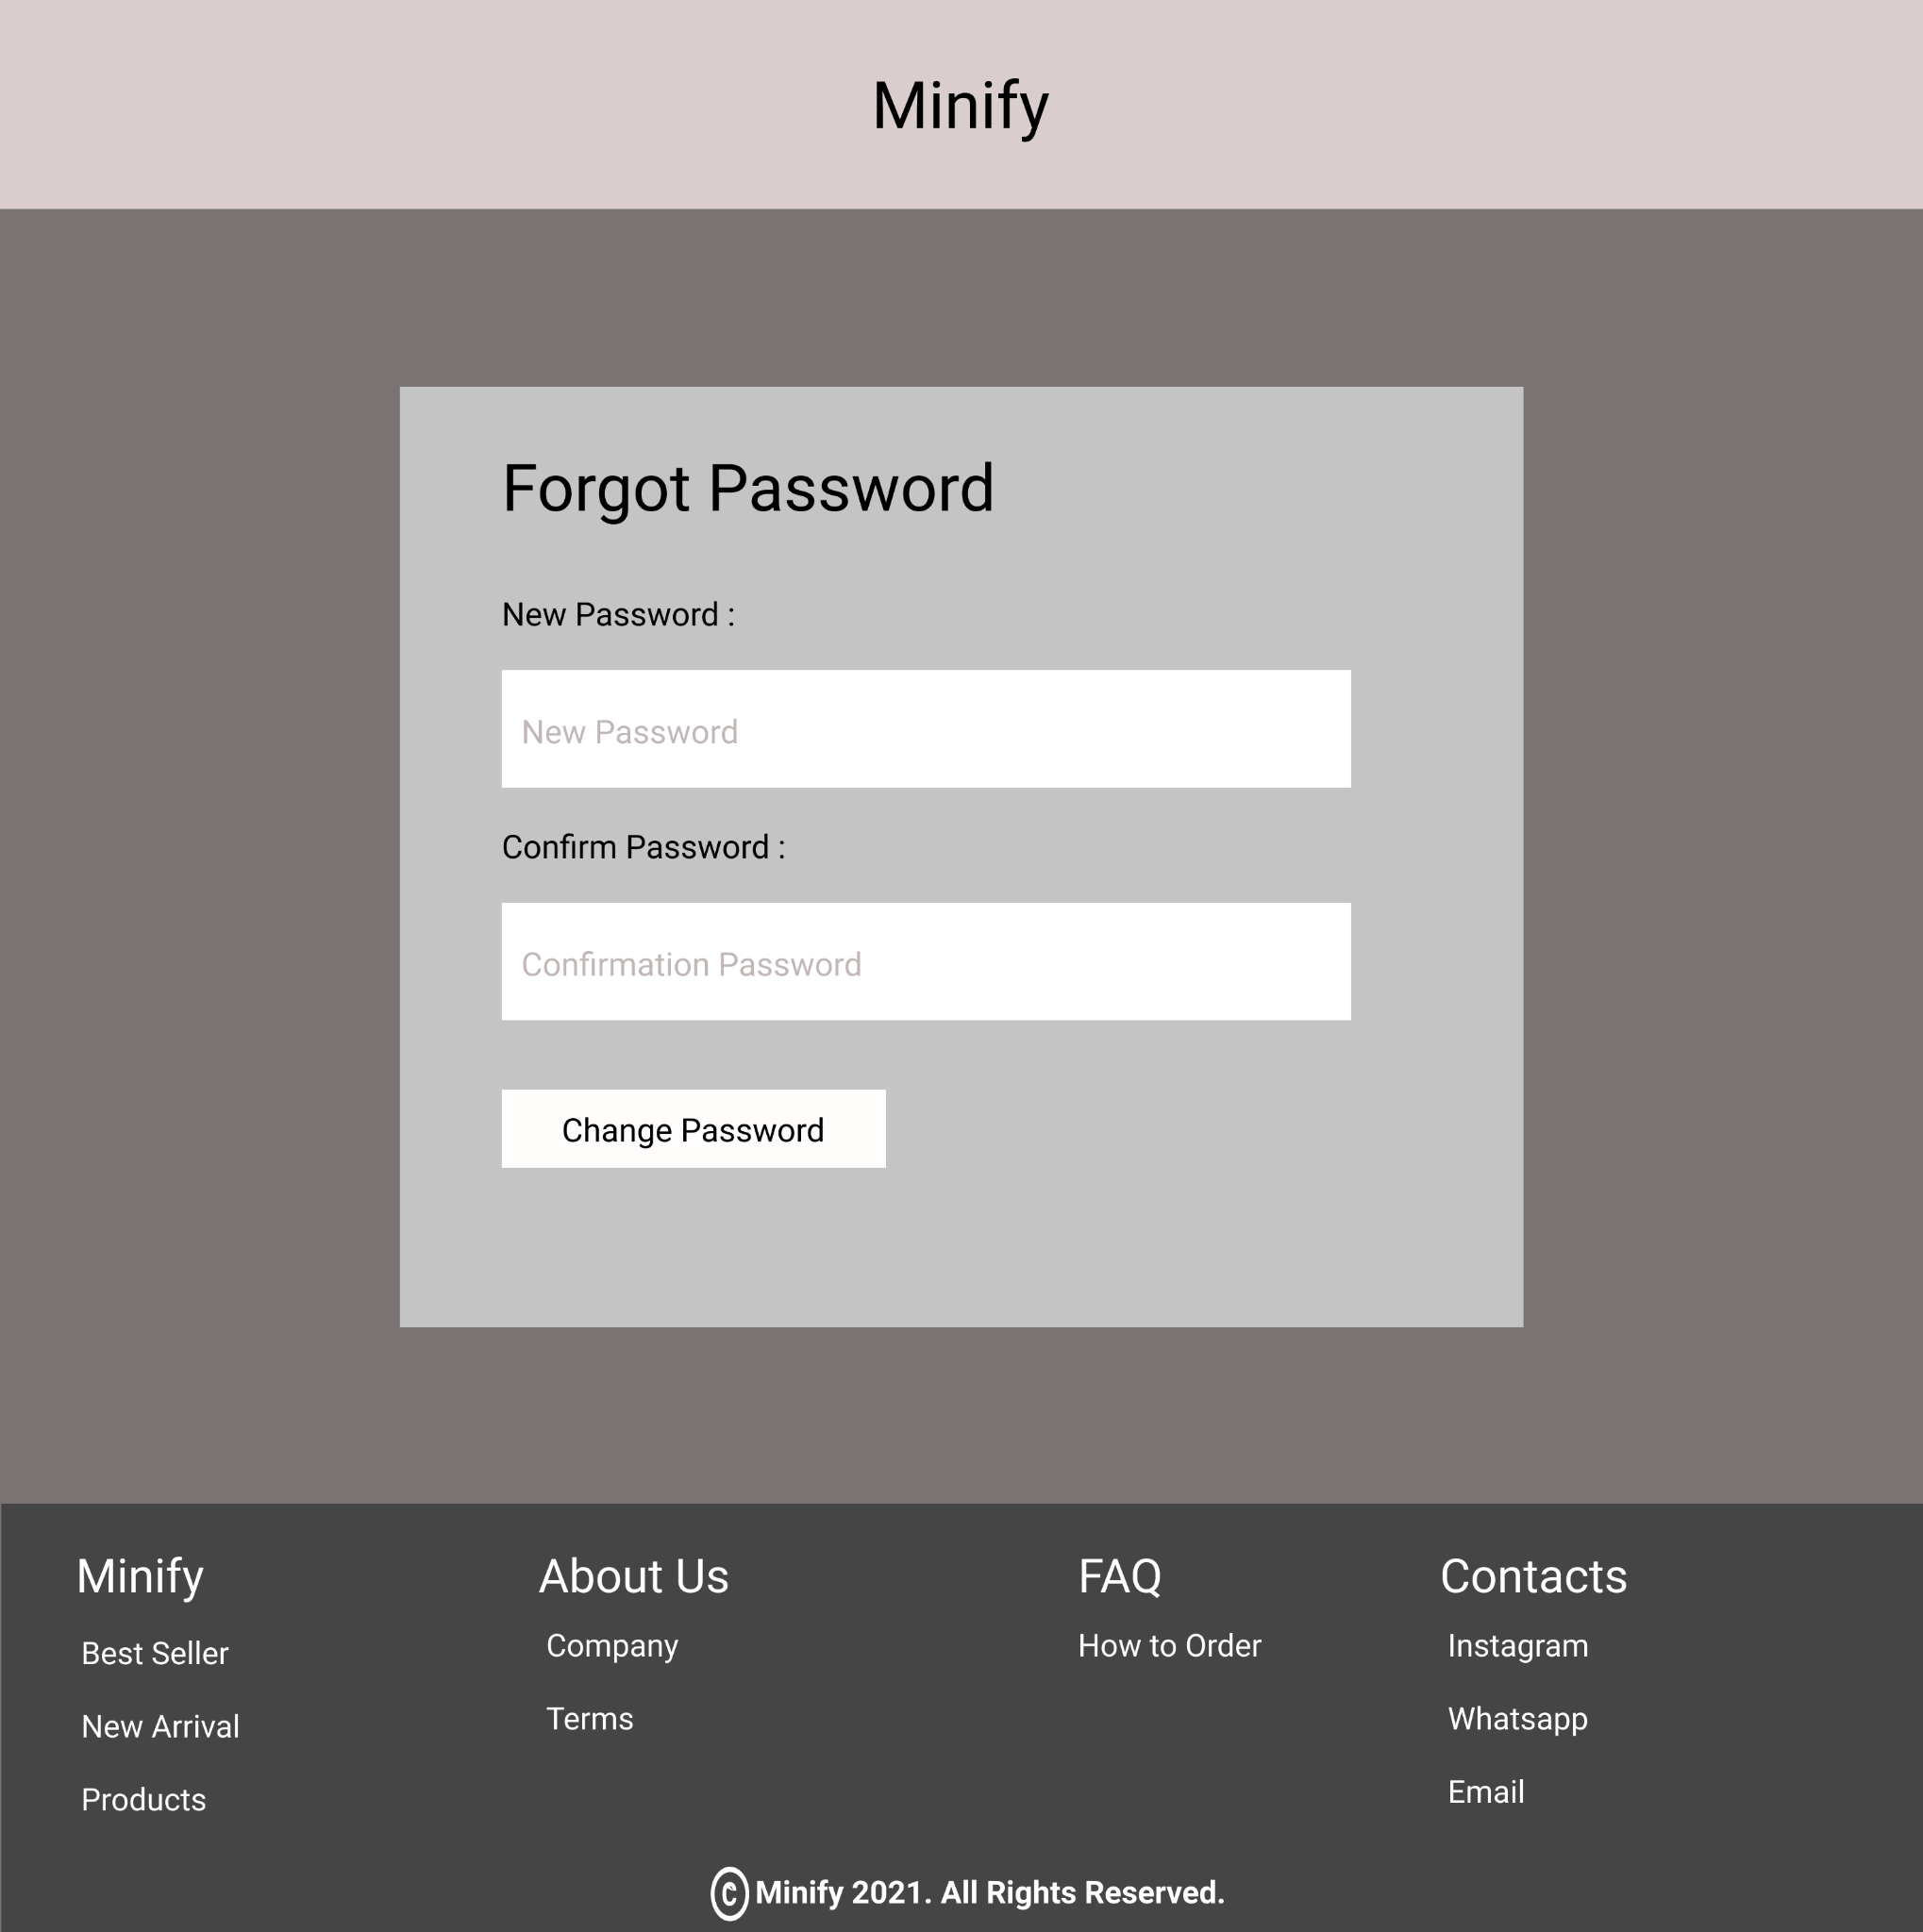 Minify
Forgot Password
New Password :
New Password
Confirm Password :
Confirmation Password
Change Password
Minify
Best Seller
New Arrival
Products
About Us
Company
Terms
FAQ
How to Order
Contacts
Instagram
Whatsapp
Email
© Minify 2021. All Rights Reserved.